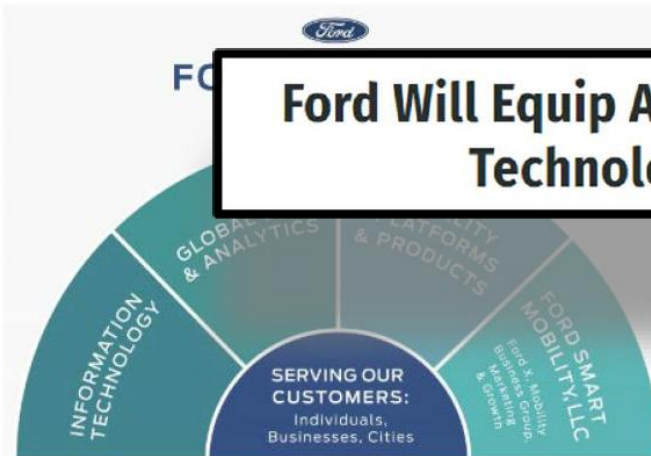 Ford
FO
Ford Will Equip A
Technol
GLOBAL
& ANALYTICS
PLATFORMS
& PRODUCTS
INFORMATION
TECHNOLOGY
FORD SMART
MOBILITY, LLC
Ford X, Mobility
Business Group,
Marketing
& Growth
SERVING OUR
CUSTOMERS:
Individuals,
Businesses, Cities